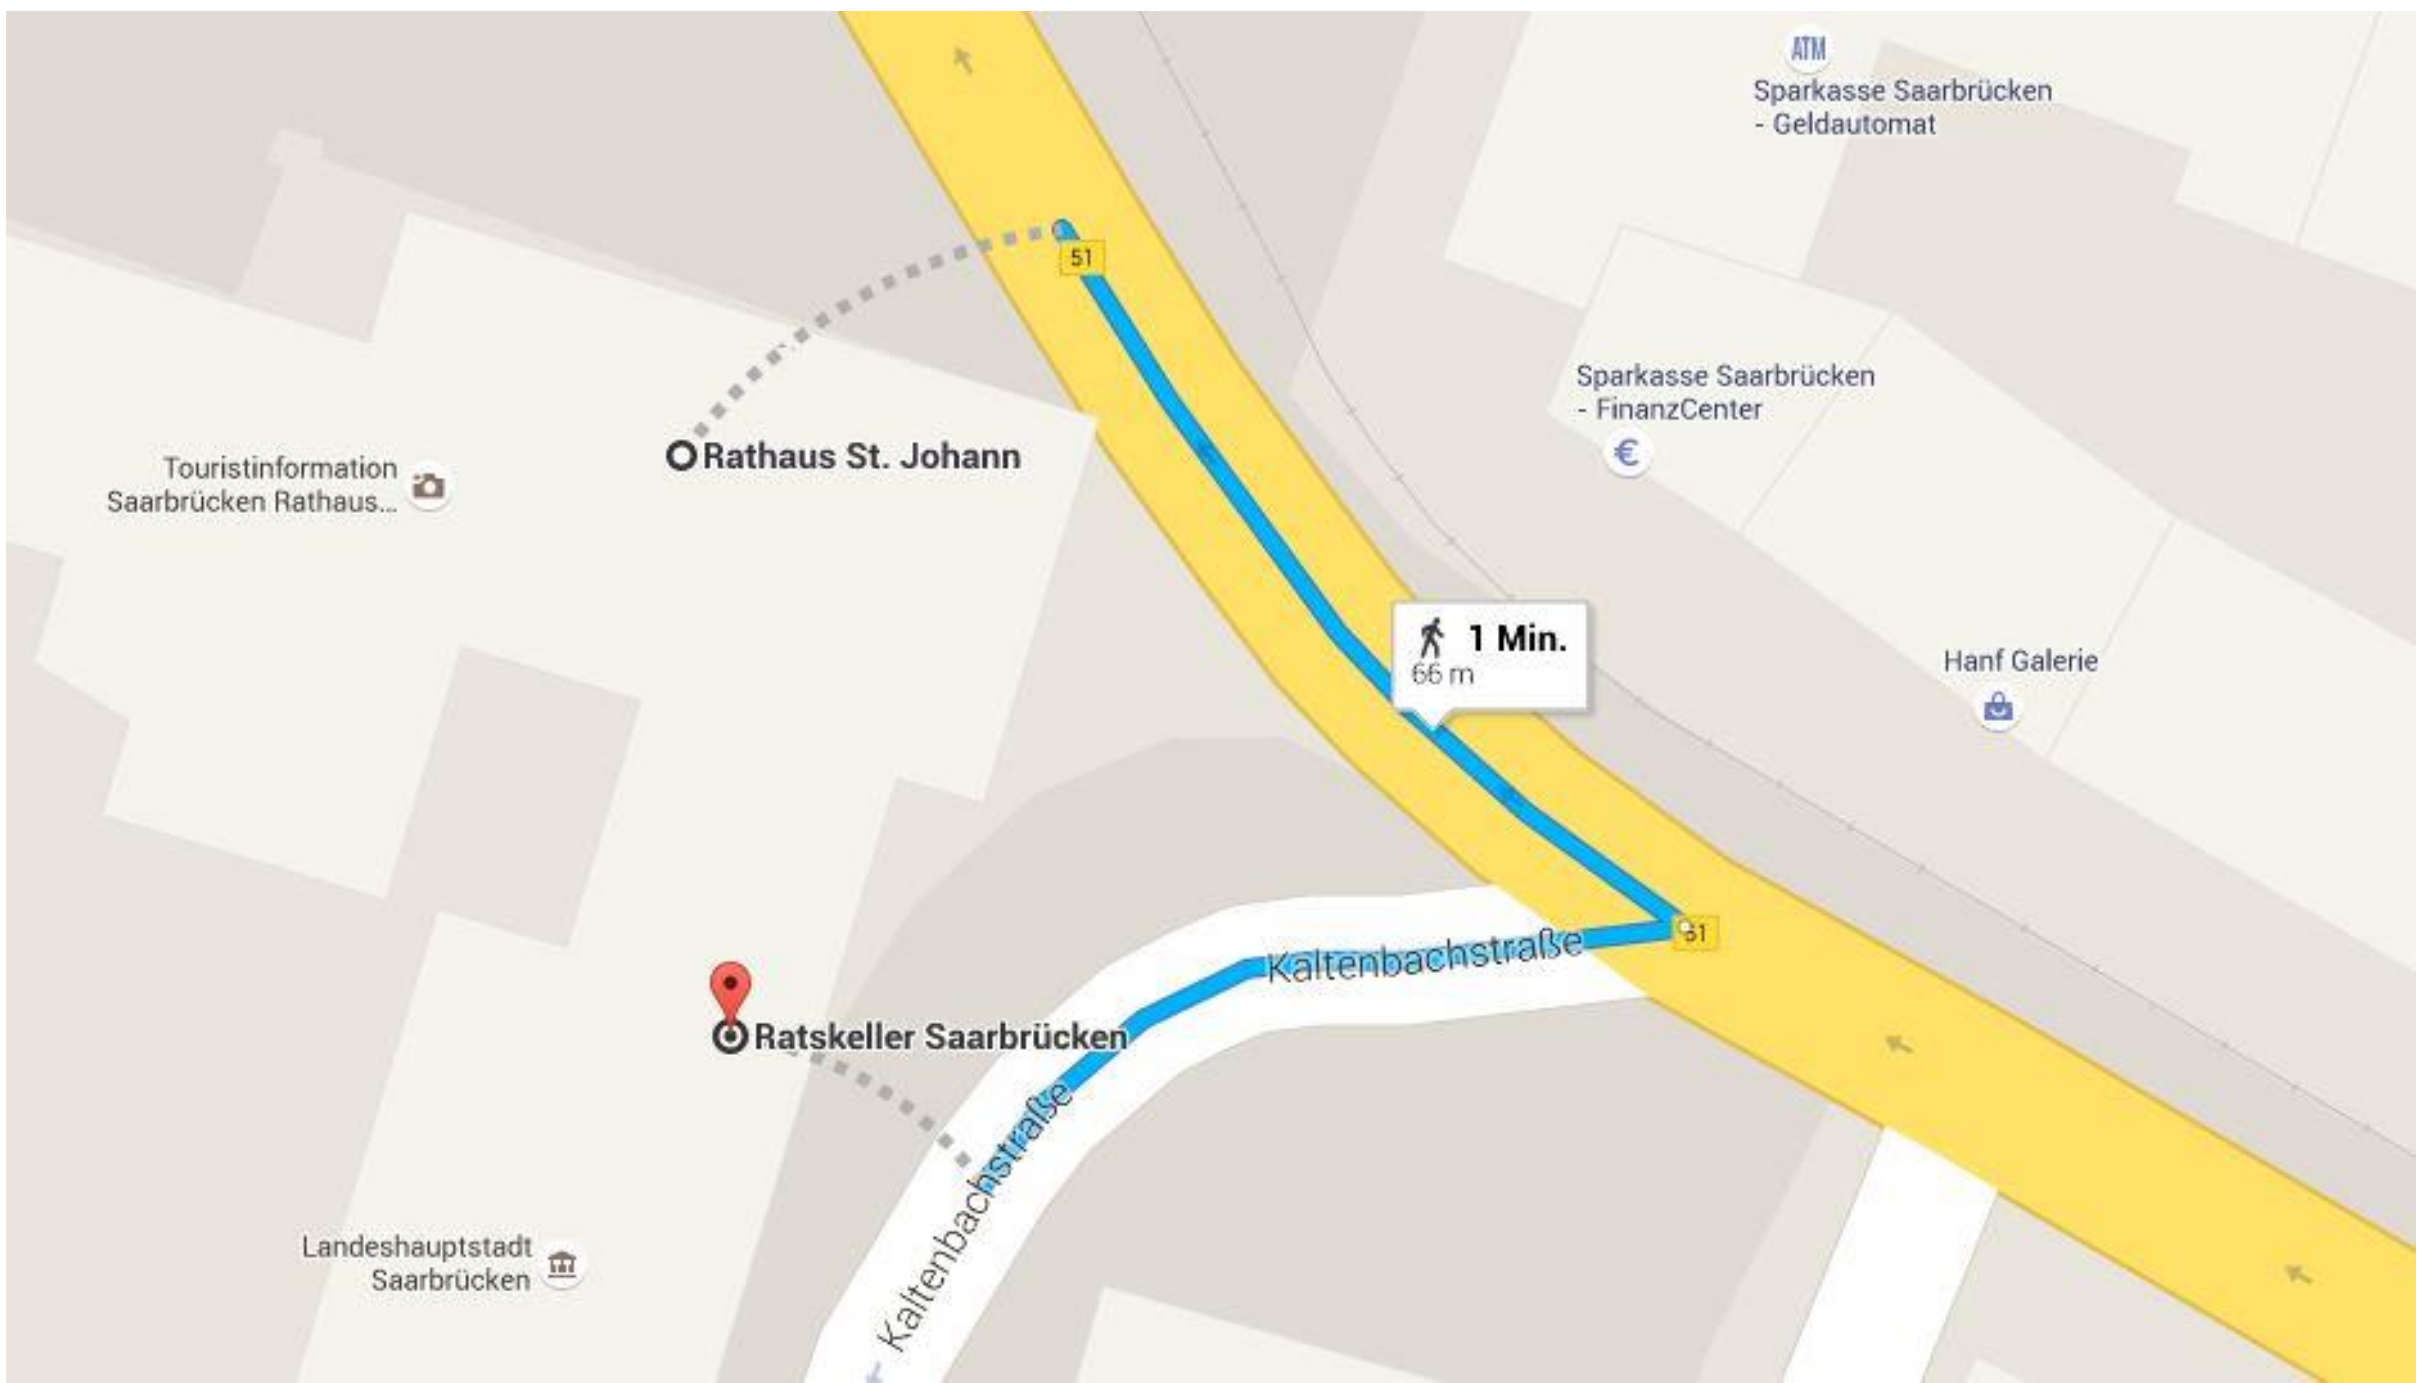 ATM
Sparkasse Saarbrücken
- Geldautomat
51
Sparkasse Saarbrücken
- FinanzCenter
€
Rathaus St. Johann
Touristinformation
Saarbrücken Rathaus...
1 Min.
66 m
Hanf Galerie
51
Kaltenbachstraße
Ratskeller Saarbrücken
Kaltenbachstraße
Landeshauptstadt
Saarbrücken